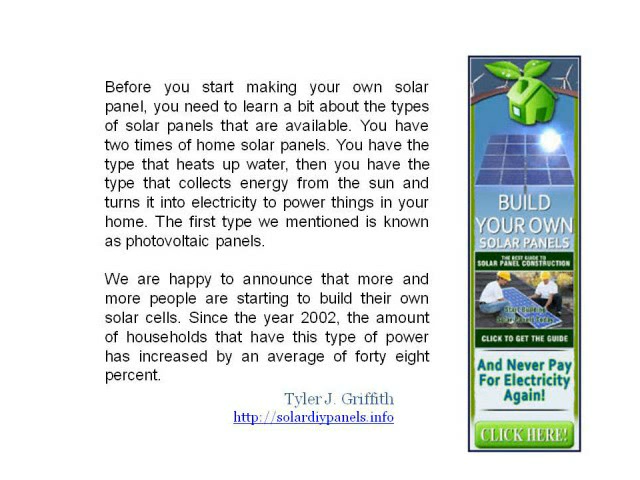 Before you start making your own solar
panel, you need to learn a bit about the types
of solar panels that are available. You have
two times of home solar panels. You have the
type that heats up water, then you have the
type that collects energy from the sun and
turns it into electricity to power things in your
home. The first type we mentioned is known
as photovoltaic panels.
We are happy to announce that more and
more people are starting to build their own
solar cells. Since the year 2002, the amount
of households that have this type of power
has increased by an average of forty eight
percent.
Tyler J. Griffith
http://solardiypanels.info
BUILD
YOUR OWN
SOLAR PANELS
THE BEST GUIDE TO
SOLAR PANEL CONSTRUCTION
Start Building
Solar Panels Today
CLICK TO GET THE GUIDE
And Never Pay
For Electricity
Again!
CLICK HERE!